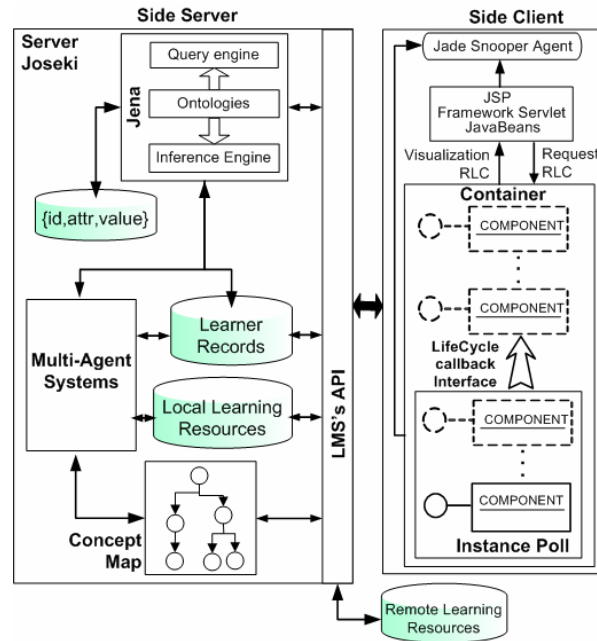 Side Server
Side Client
Server
Joseki
Jena
Query engine
Ontologies
Inference Engine
{id,attr,value}
Multi-Agent
Systems
Learner
Records
Local Learning
Resources
Concept
Map
LMS's API
Jade Snooper Agent
JSP
Framework Servlet
JavaBeans
Visualization
RLC
Request
RLC
Container
COMPONENT
COMPONENT
LifeCycle
callback
Interface
COMPONENT
COMPONENT
Instance Poll
Remote Learning
Resources